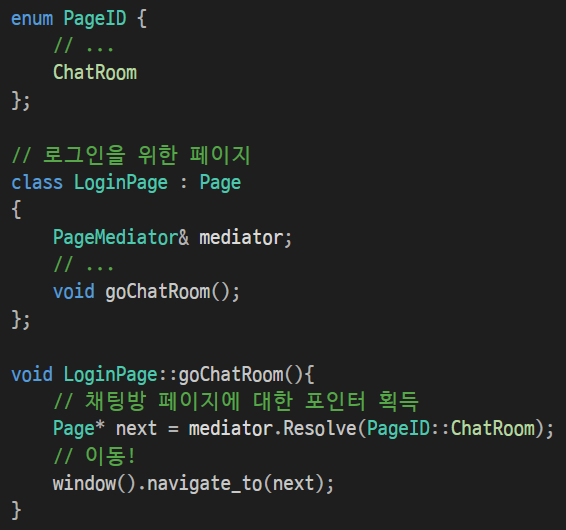 enum PageID {
    // ...
    ChatRoom
};

// 로그인을 위한 페이지
class LoginPage : Page
{
    PageMediator& mediator;
    // ...
    void goChatRoom();
};

void LoginPage::goChatRoom(){
    // 채팅방 페이지에 대한 포인터 획득
    Page* next = mediator.Resolve(PageID::ChatRoom);
    // 이동!
    window().navigate_to(next);
}